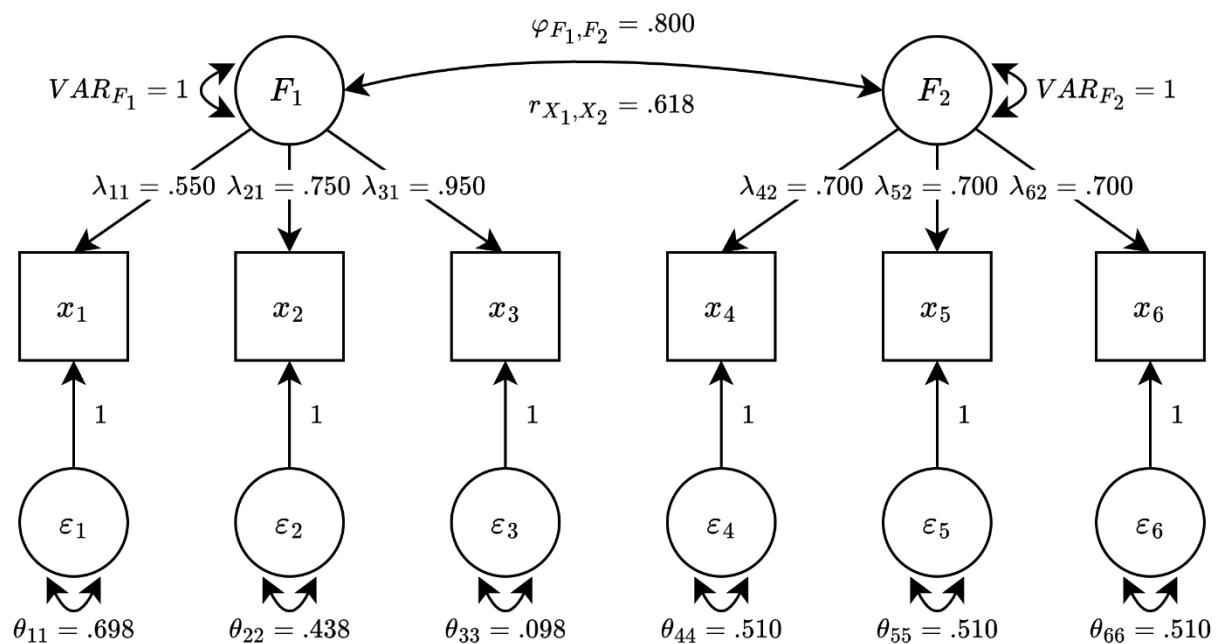 φ_{F₁,F₂} = .800
VAR_{F₁} = 1
F₁
F₂
VAR_{F₂} = 1
r_{X₁,X₂} = .618
λ₁₁ = .550 λ₂₁ = .750 λ₃₁ = .950
λ₄₂ = .700 λ₅₂ = .700 λ₆₂ = .700
x₁ x₂ x₃ x₄ x₅ x₆
1 1 1 1 1 1
ε₁ ε₂ ε₃ ε₄ ε₅ ε₆
θ₁₁ = .698 θ₂₂ = .438 θ₃₃ = .098 θ₄₄ = .510 θ₅₅ = .510 θ₆₆ = .510